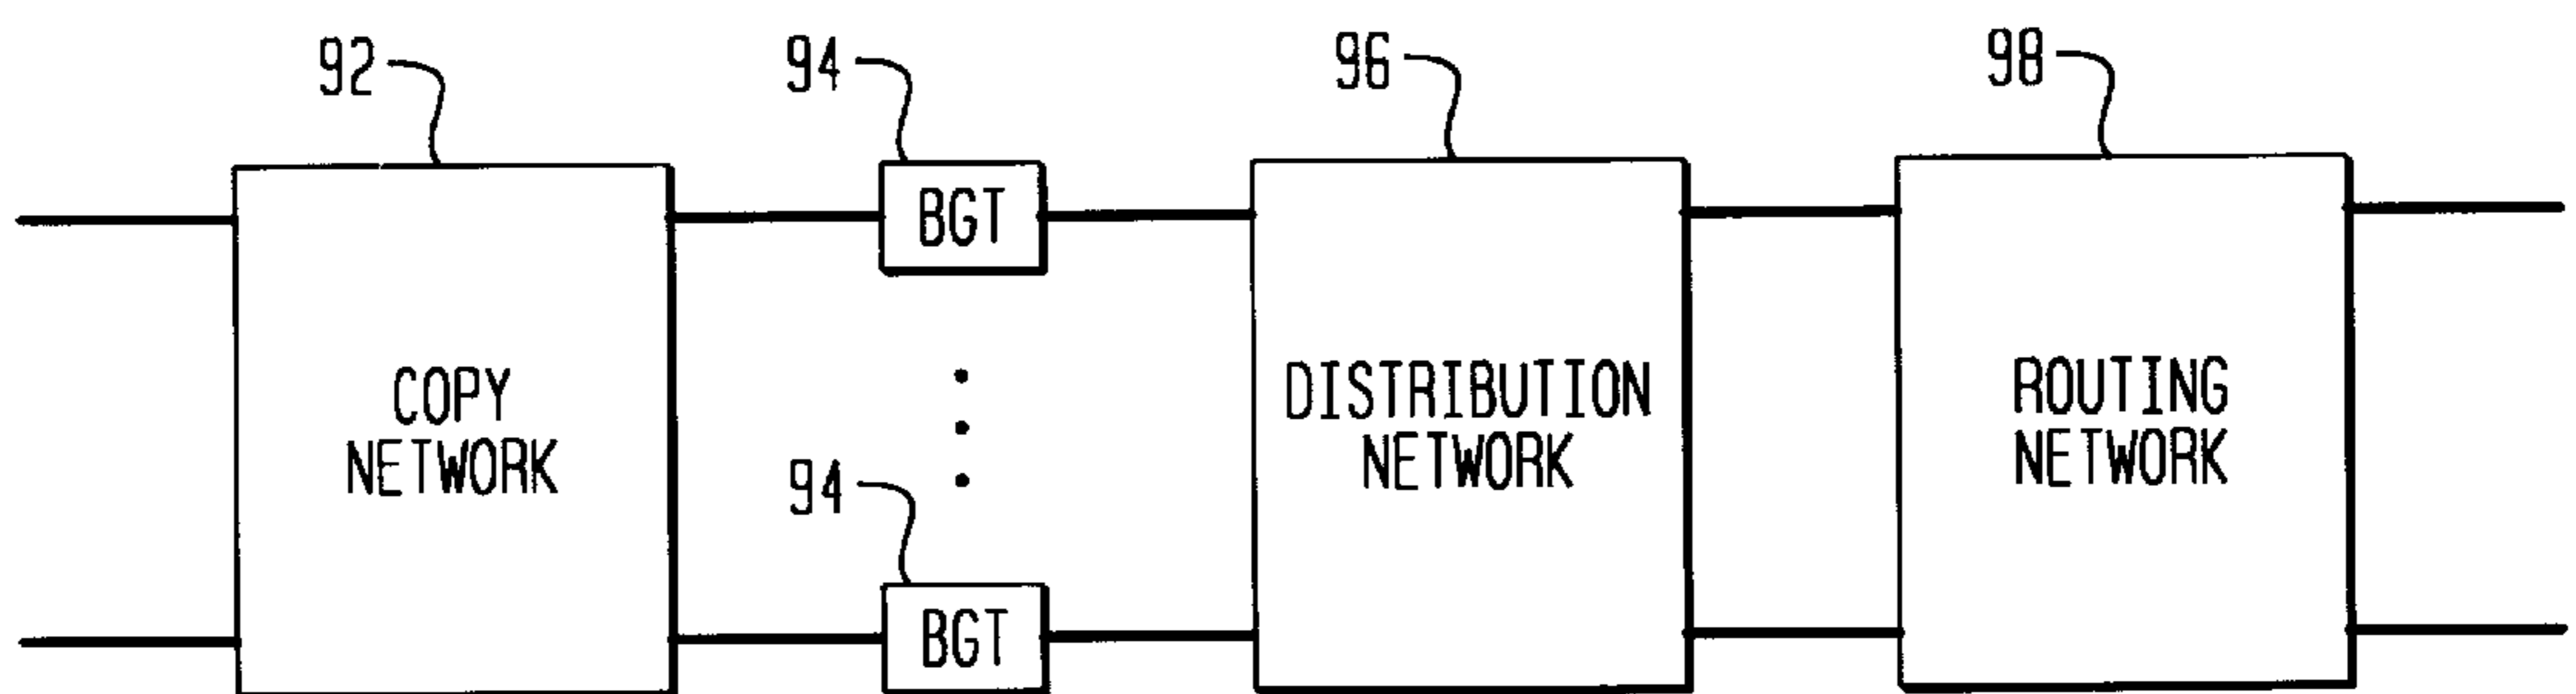 92
94
96
98
BGT
COPY
NETWORK
DISTRIBUTION
NETWORK
ROUTING
NETWORK
94
BGT